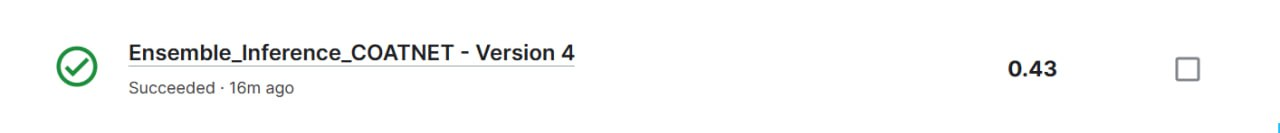 Ensemble_Inference_COATNET - Version 4
0.43
Succeeded · 16m ago